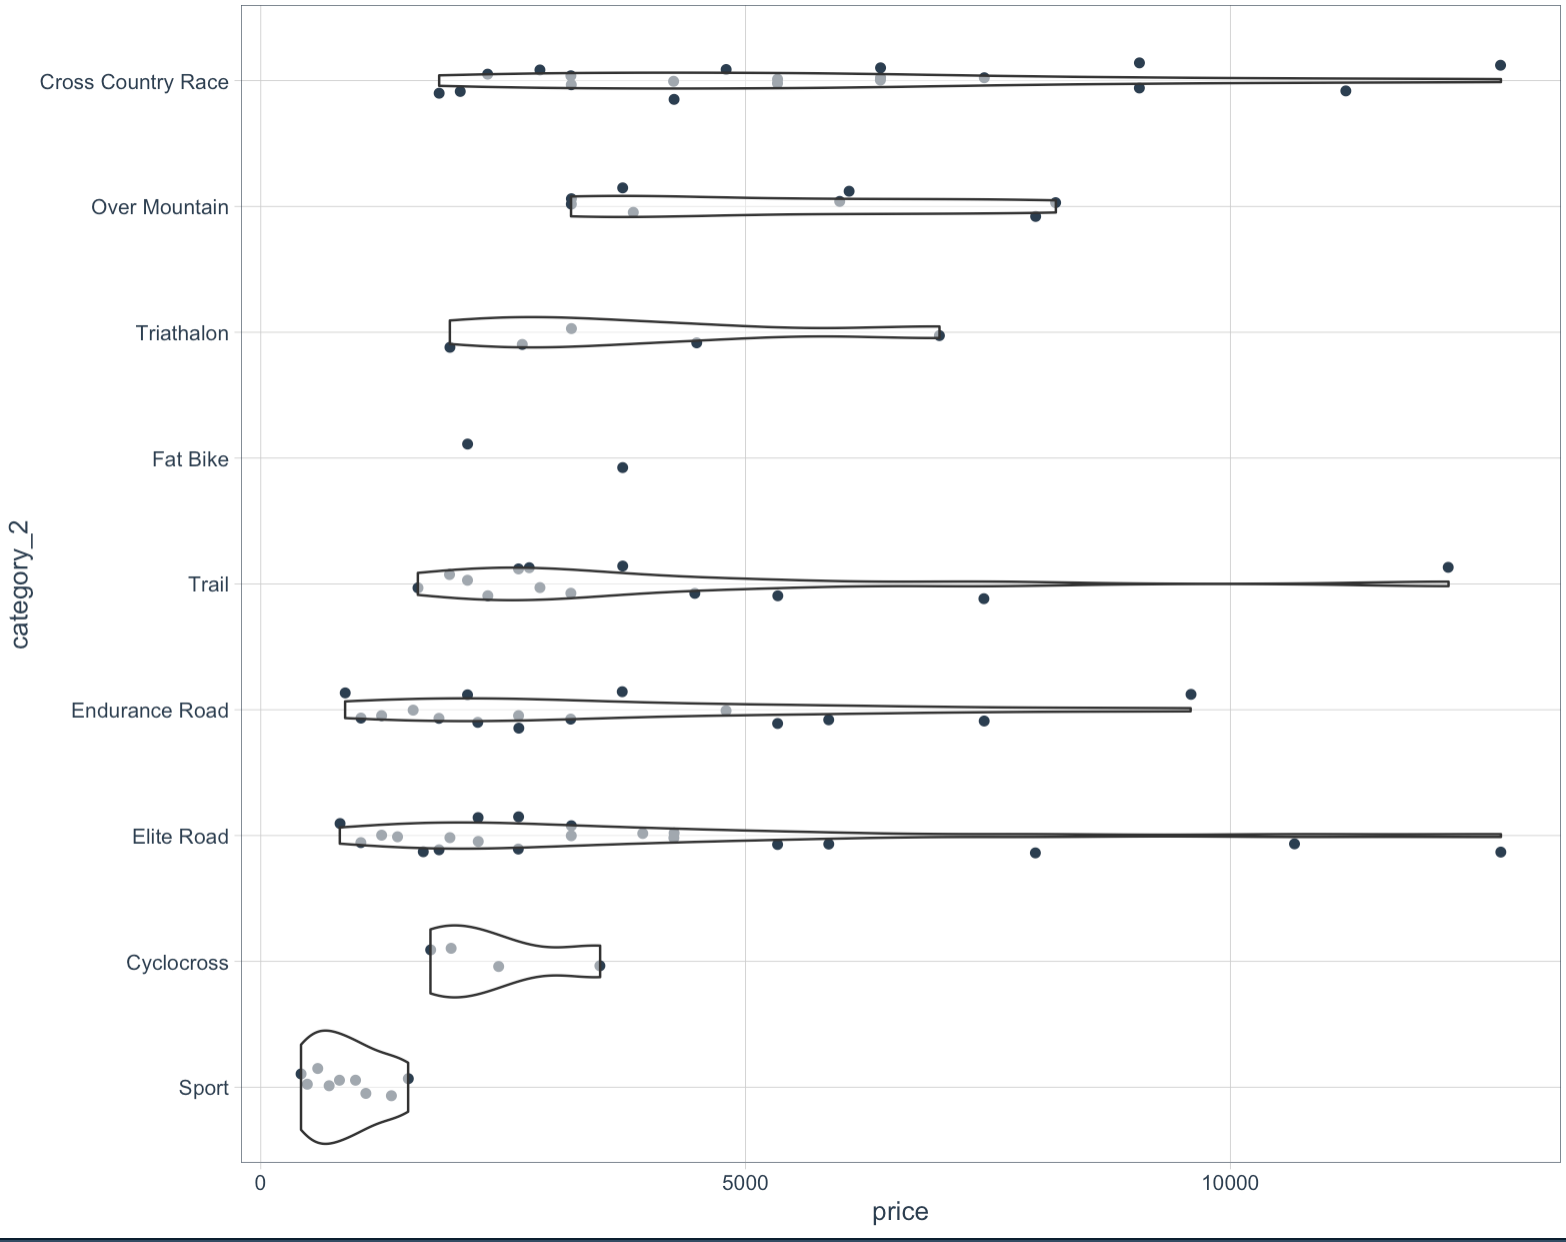 Cross Country Race
Over Mountain
Triathalon
Fat Bike
Trail
Endurance Road
Elite Road
Cyclocross
Sport
category_2
0 5000 10000
price